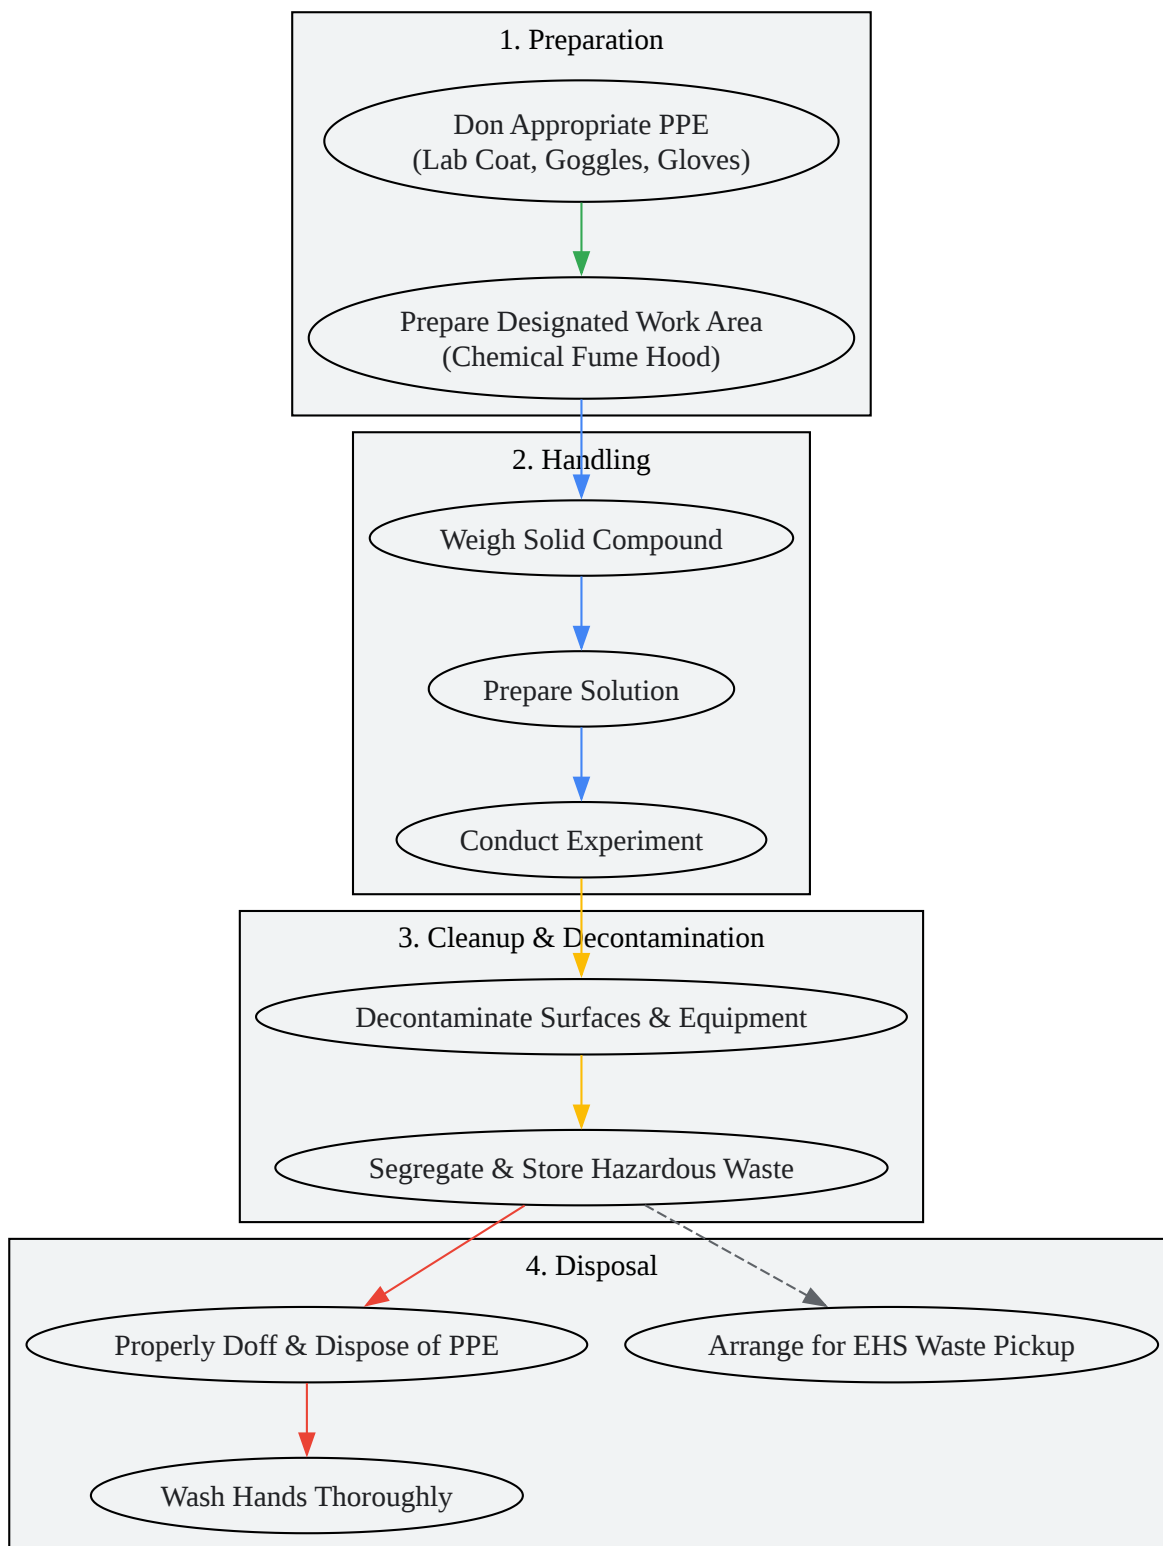 1. Preparation
Don Appropriate PPE
(Lab Coat, Goggles, Gloves)
Prepare Designated Work Area
(Chemical Fume Hood)
2. Handling
Weigh Solid Compound
Prepare Solution
Conduct Experiment
3. Cleanup & Decontamination
Decontaminate Surfaces & Equipment
Segregate & Store Hazardous Waste
4. Disposal
Properly Doff & Dispose of PPE
Arrange for EHS Waste Pickup
Wash Hands Thoroughly